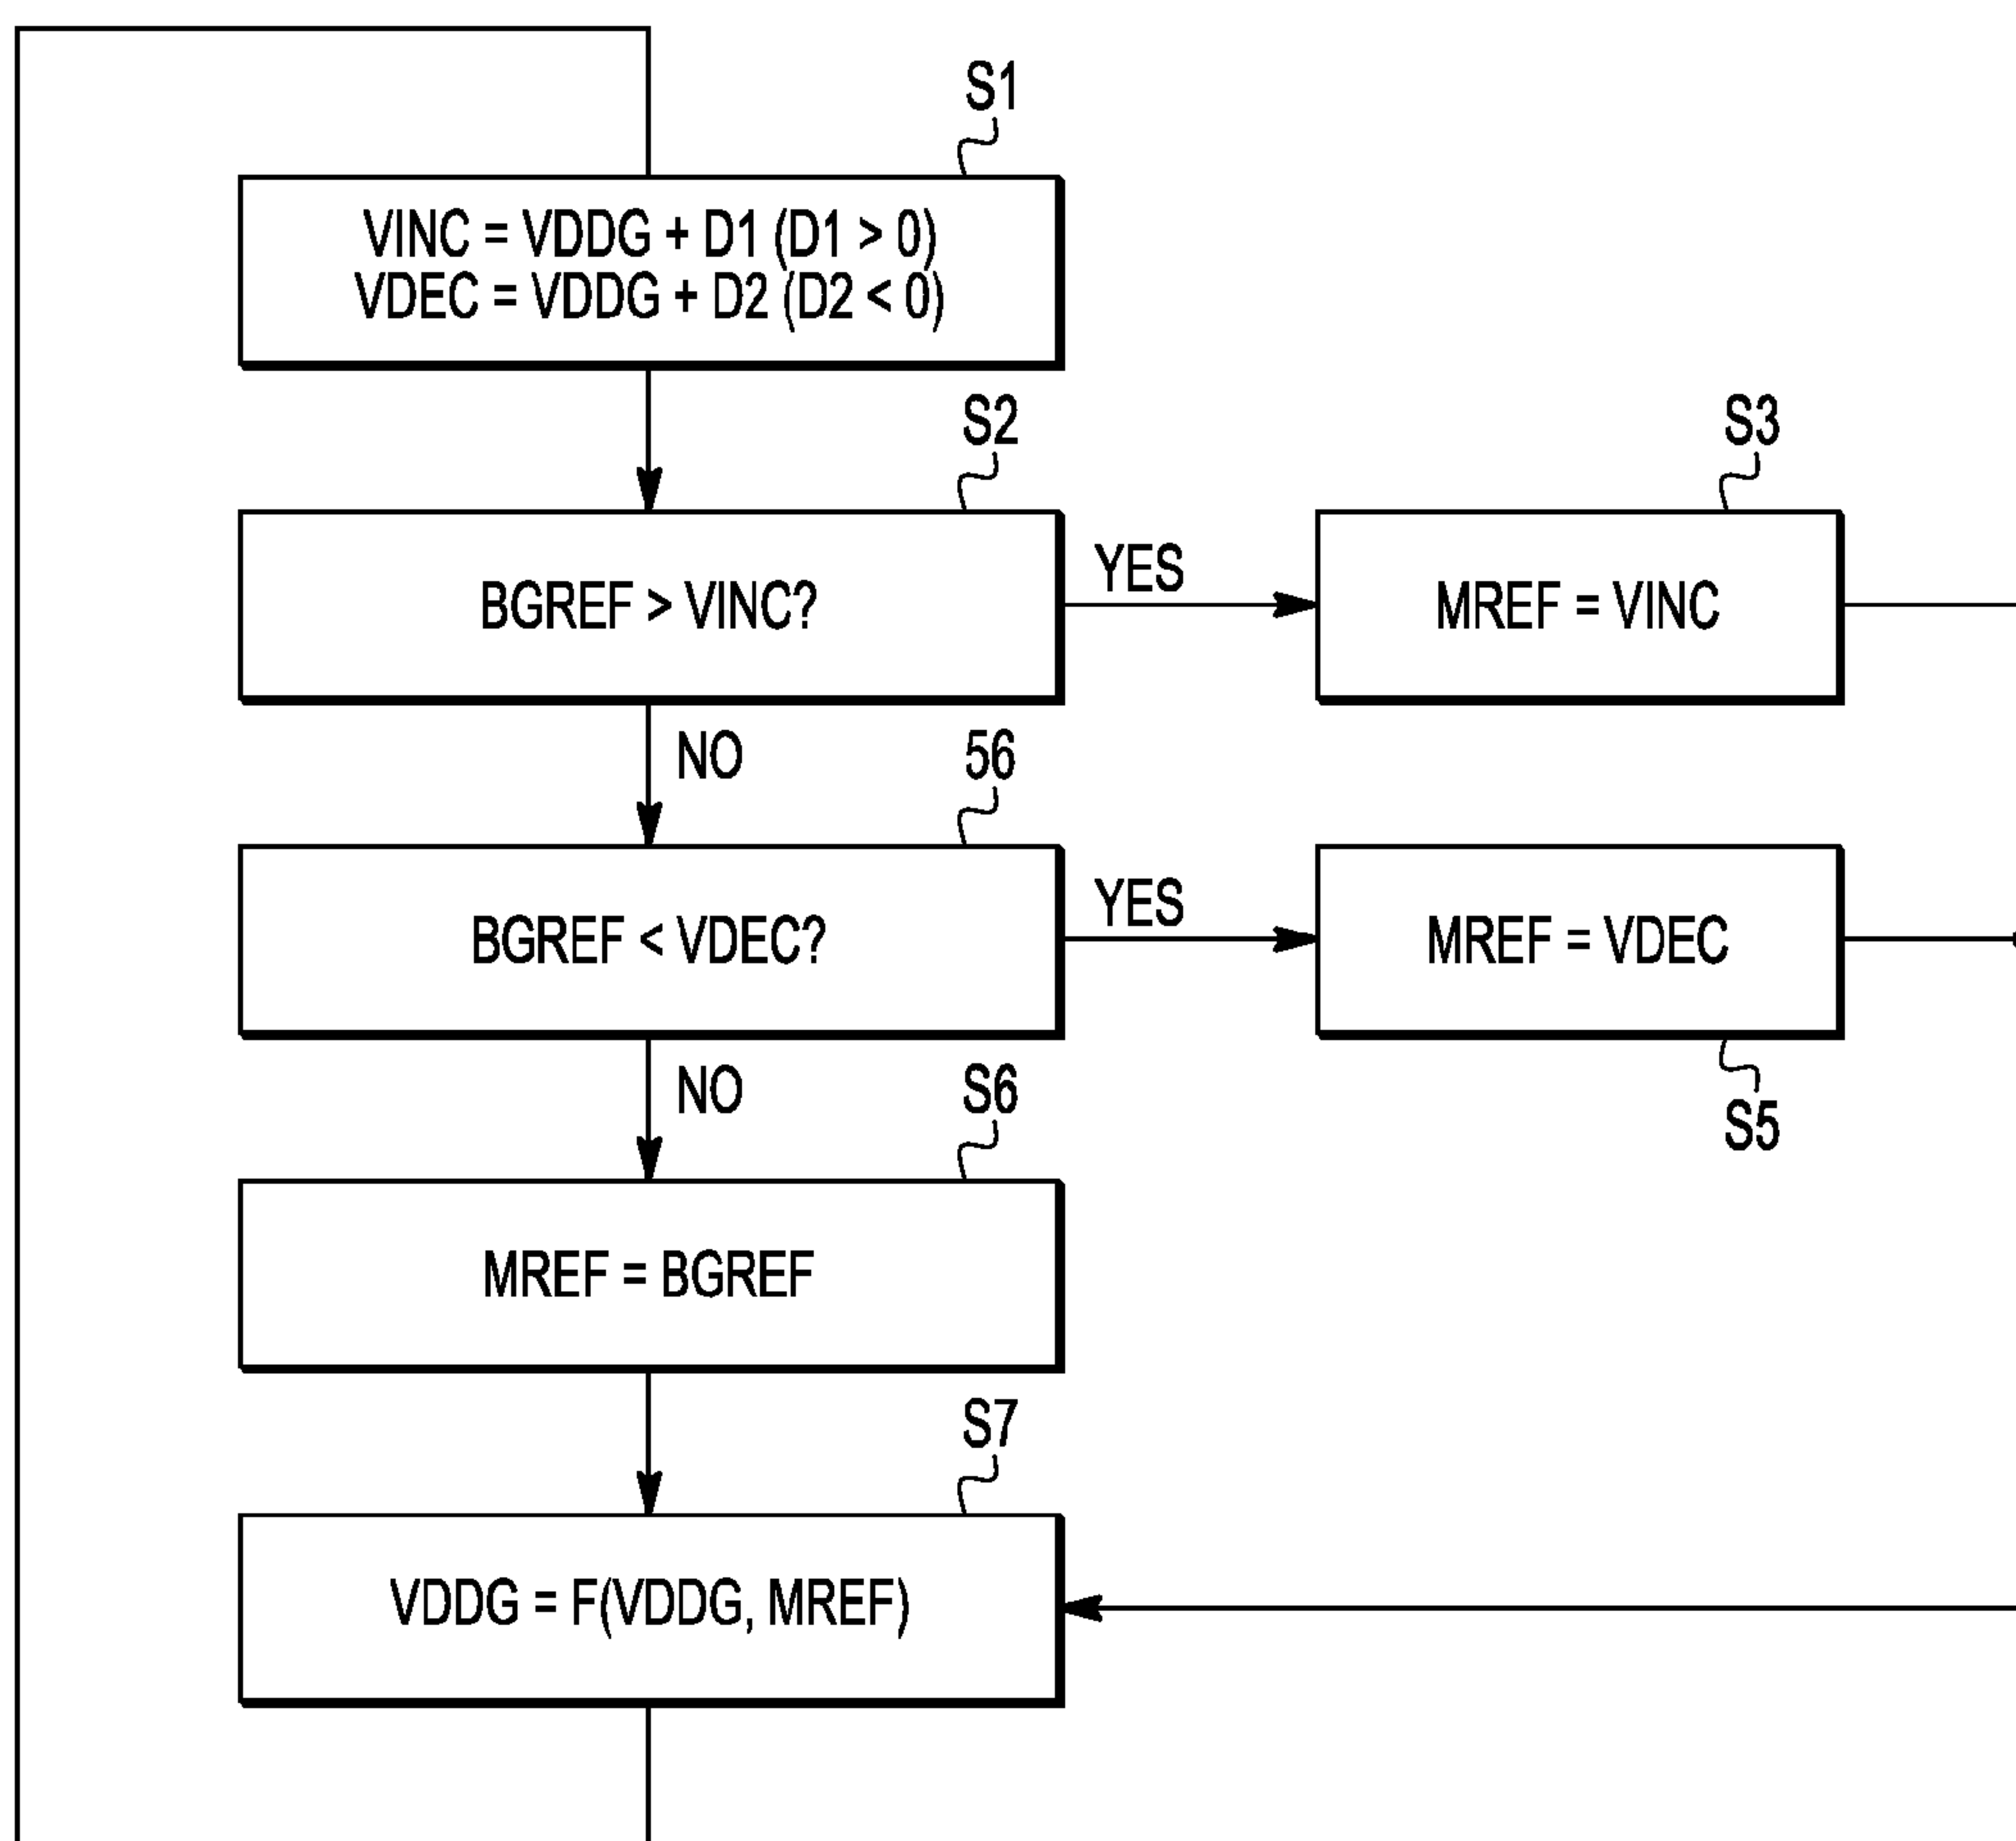 S1
VINC = VDDG + D1 (D1 > 0)
VDEC = VDDG + D2 (D2 < 0)
S2
BGREF > VINC?
YES
S3
MREF = VINC
NO
56
BGREF < VDEC?
YES
MREF = VDEC
S5
NO
S6
MREF = BGREF
S7
VDDG = F(VDDG, MREF)